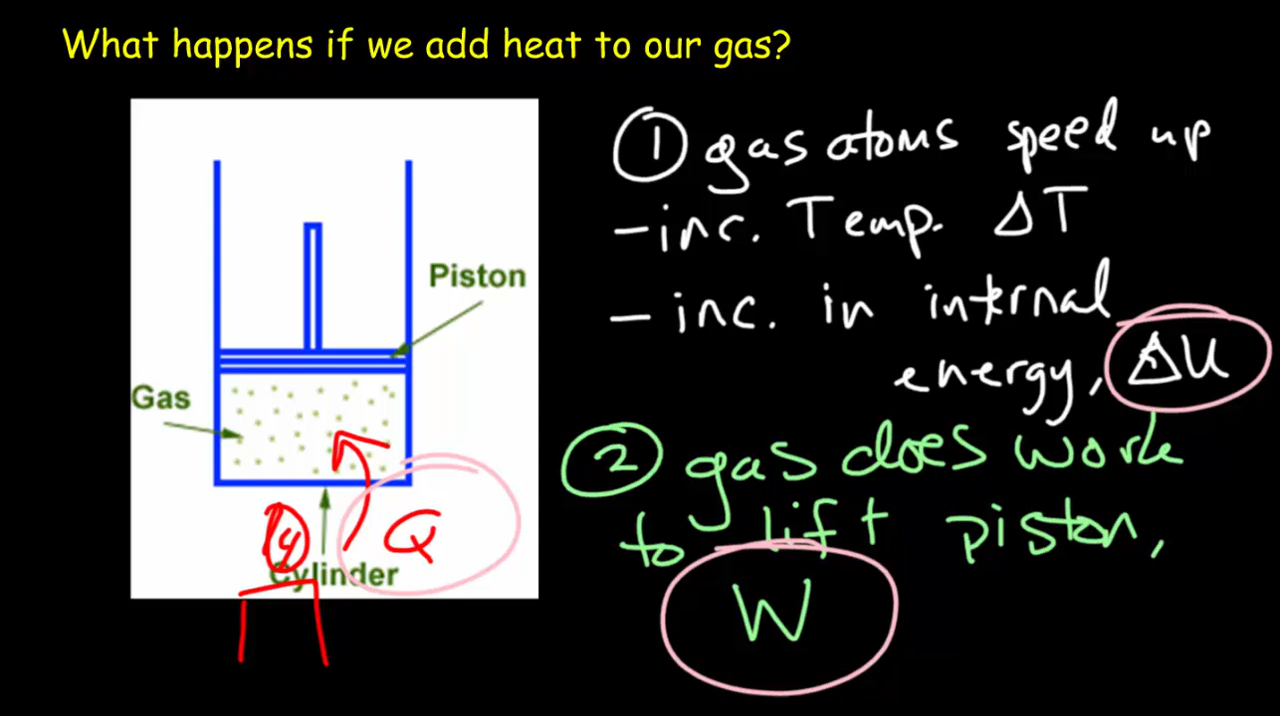 What happens if we add heat to our gas?
Piston
Gas
Cylinder
Q
① gas atoms speed up
- inc. Temp. ΔT
- inc. in internal
energy, ΔU
② gas does work
to lift piston,
W